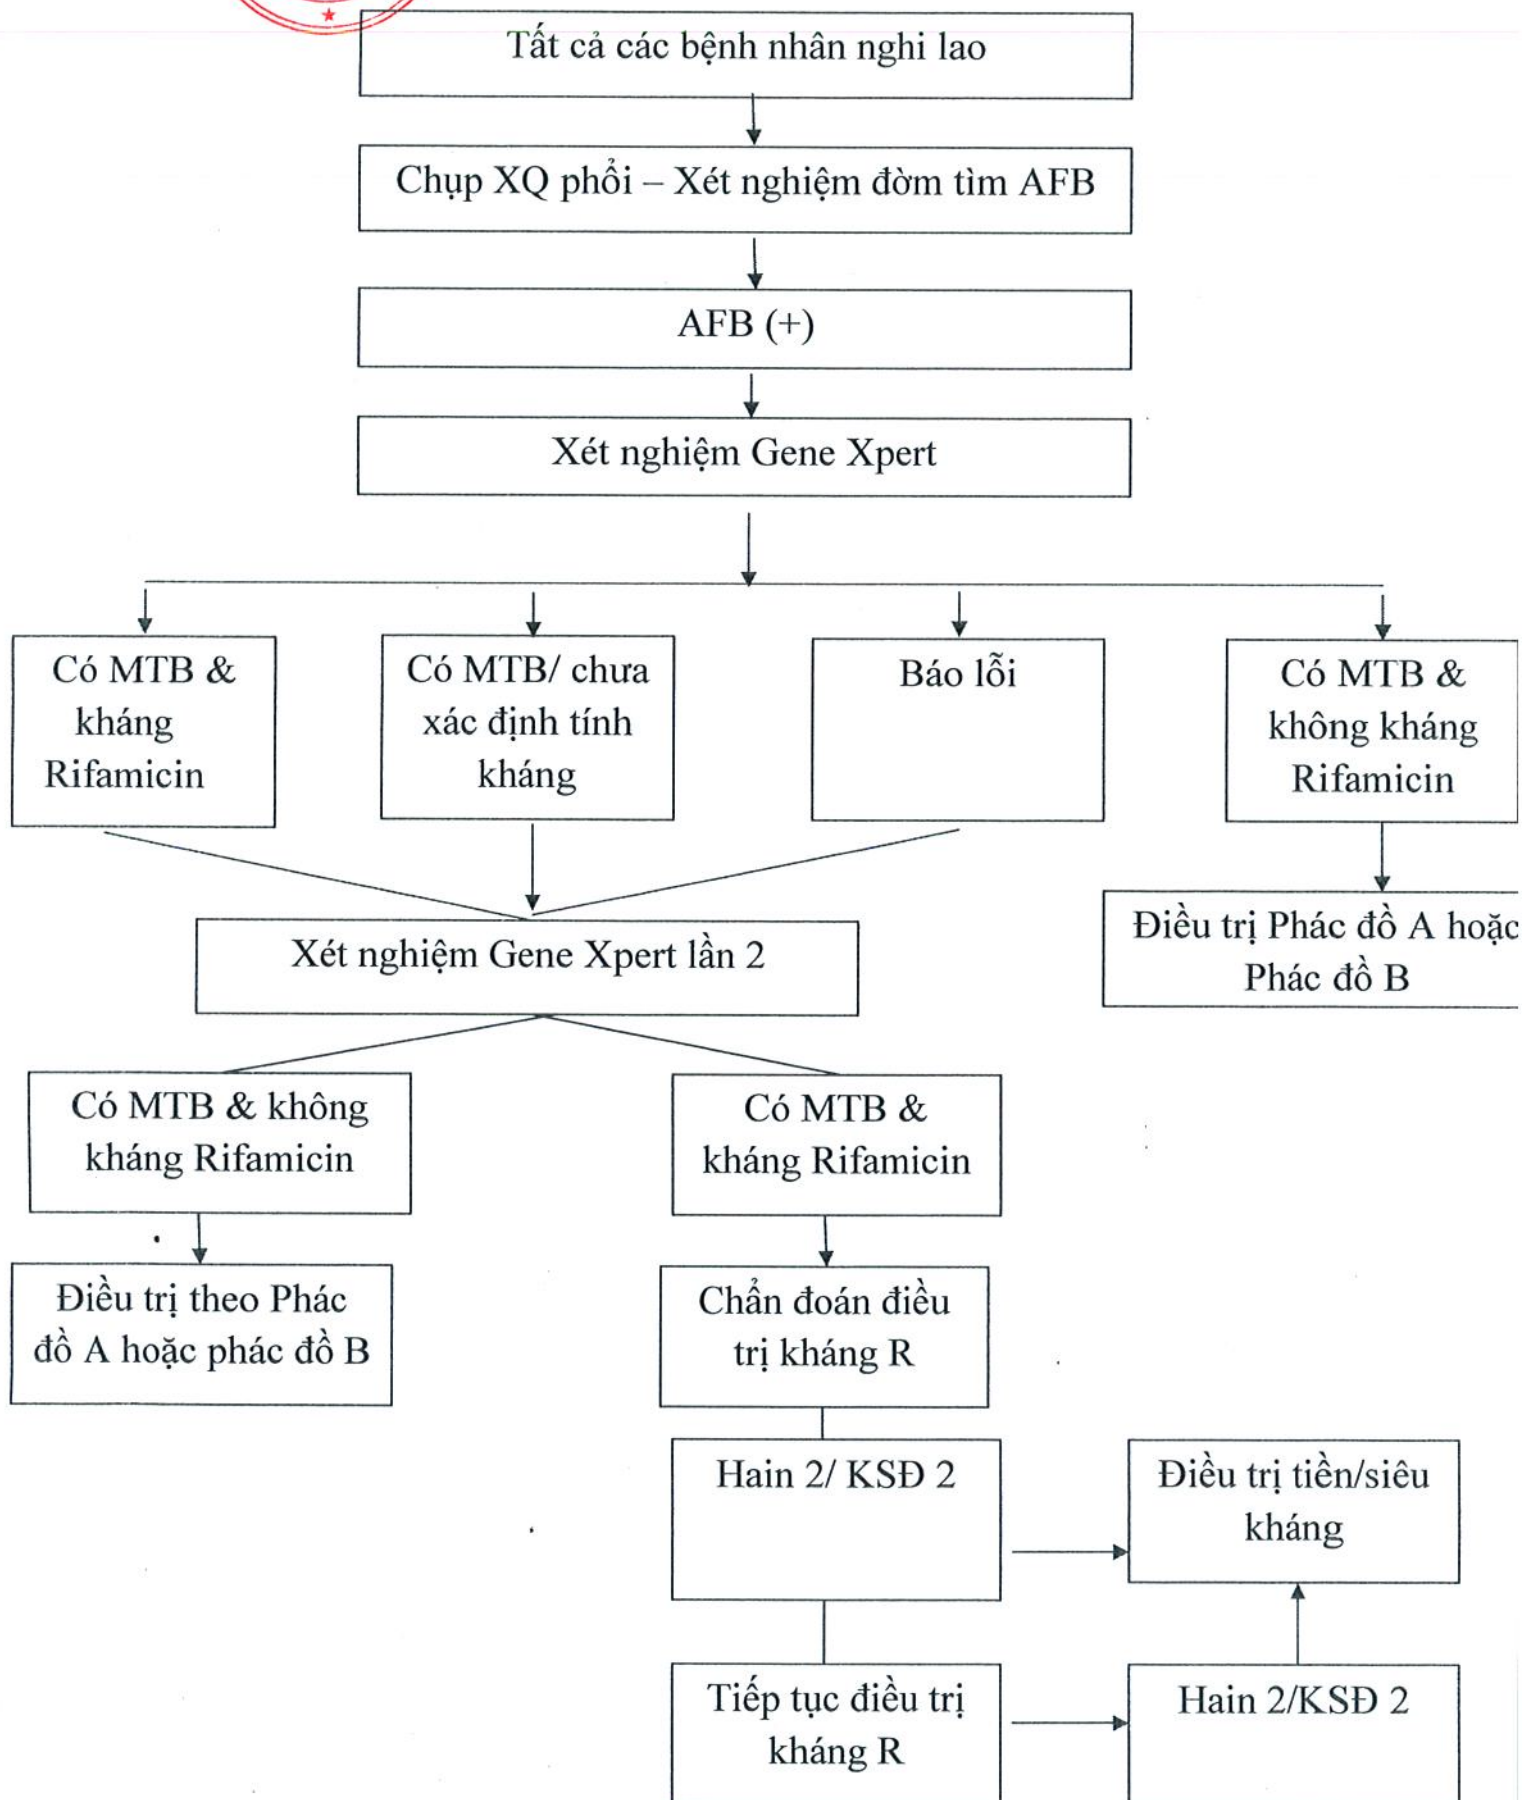 Tất cả các bệnh nhân nghi lao
Chụp XQ phổi – Xét nghiệm đờm tìm AFB
AFB (+)
Xét nghiệm Gene Xpert
Có MTB &
kháng
Rifamicin
Có MTB/ chưa
xác định tính
kháng
Báo lỗi
Có MTB &
không kháng
Rifamicin
Xét nghiệm Gene Xpert lần 2
Điều trị Phác đồ A hoặc
Phác đồ B
Có MTB & không
kháng Rifamicin
Có MTB &
kháng Rifamicin
Điều trị theo Phác
đồ A hoặc phác đồ B
Chẩn đoán điều
trị kháng R
Hain 2/ KSĐ 2
Điều trị tiền/siêu
kháng
Tiếp tục điều trị
kháng R
Hain 2/KSĐ 2